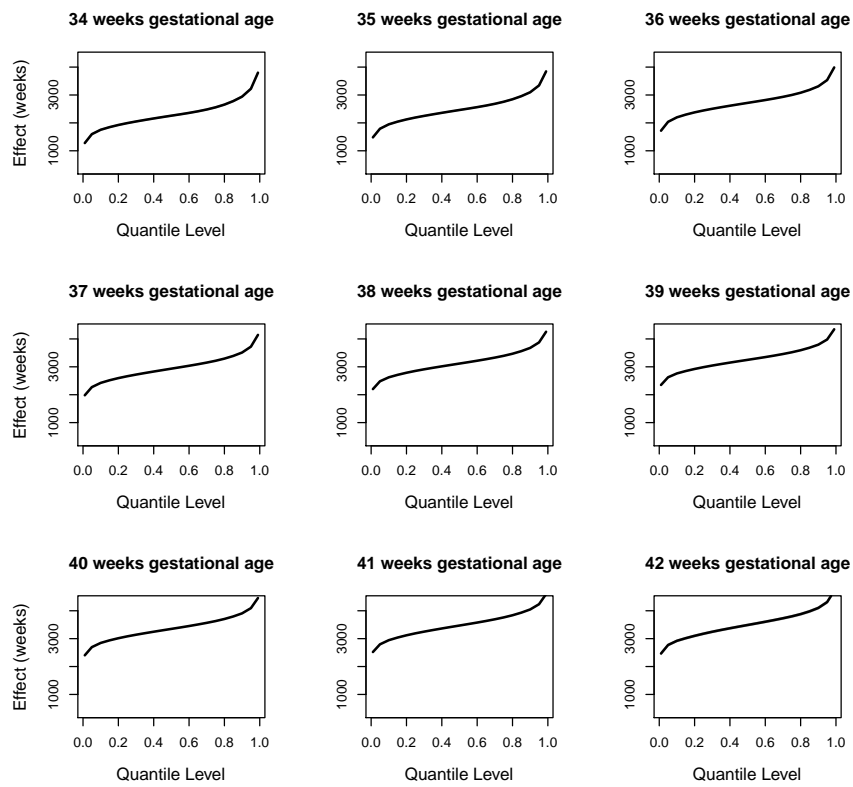 34 weeks gestational age
35 weeks gestational age
36 weeks gestational age
Effect (weeks)
1000 3000
1000 3000
1000 3000
0.0 0.2 0.4 0.6 0.8 1.0
0.0 0.2 0.4 0.6 0.8 1.0
0.0 0.2 0.4 0.6 0.8 1.0
Quantile Level
Quantile Level
Quantile Level
37 weeks gestational age
38 weeks gestational age
39 weeks gestational age
Effect (weeks)
1000 3000
1000 3000
1000 3000
0.0 0.2 0.4 0.6 0.8 1.0
0.0 0.2 0.4 0.6 0.8 1.0
0.0 0.2 0.4 0.6 0.8 1.0
Quantile Level
Quantile Level
Quantile Level
40 weeks gestational age
41 weeks gestational age
42 weeks gestational age
Effect (weeks)
1000 3000
1000 3000
1000 3000
0.0 0.2 0.4 0.6 0.8 1.0
0.0 0.2 0.4 0.6 0.8 1.0
0.0 0.2 0.4 0.6 0.8 1.0
Quantile Level
Quantile Level
Quantile Level